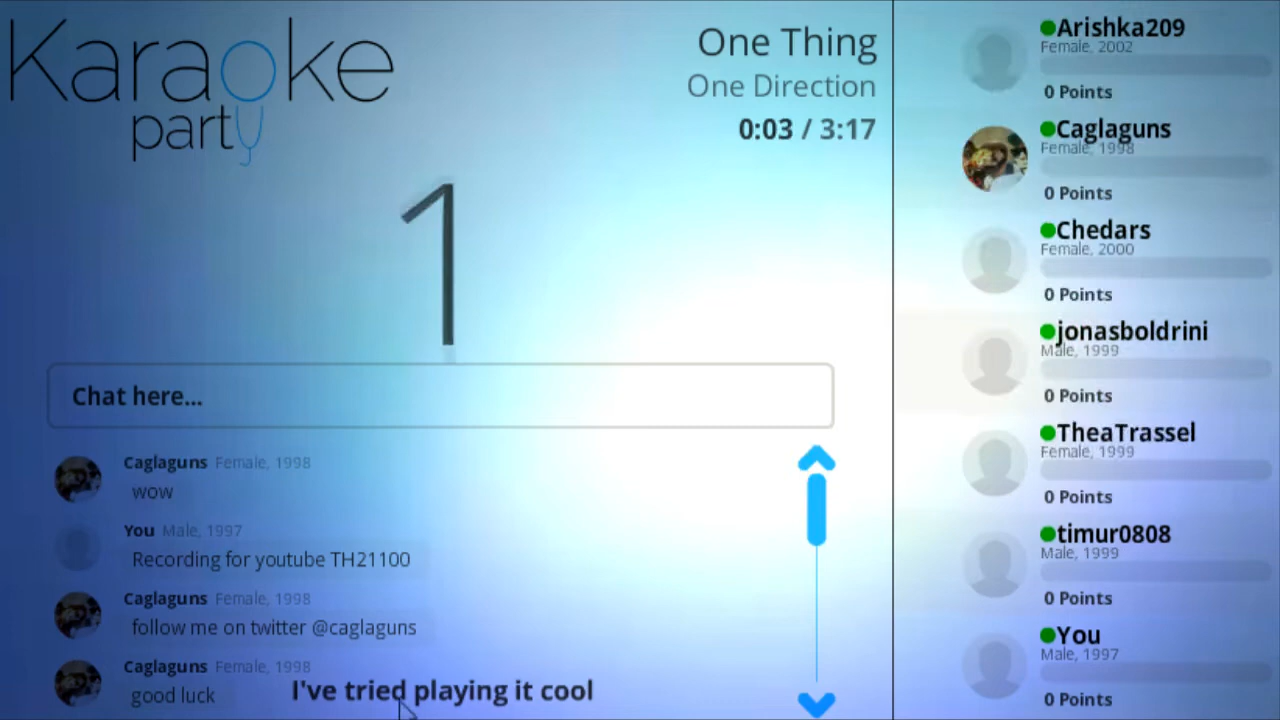 Karaoke
party
One Thing
One Direction
0:03 / 3:17
1
Chat here...
Caglaguns Female, 1998
wow
You Male, 1997
Recording for youtube TH21100
Caglaguns Female, 1998
follow me on twitter @caglaguns
Caglaguns Female, 1998
good luck
I've tried playing it cool
Arishka209
Female, 2002
0 Points
Caglaguns
Female, 1998
0 Points
Chedars
Female, 2000
0 Points
jonasboldrini
Male, 1999
0 Points
TheaTrassel
Female, 1999
0 Points
timur0808
Male, 1999
0 Points
You
Male, 1997
0 Points